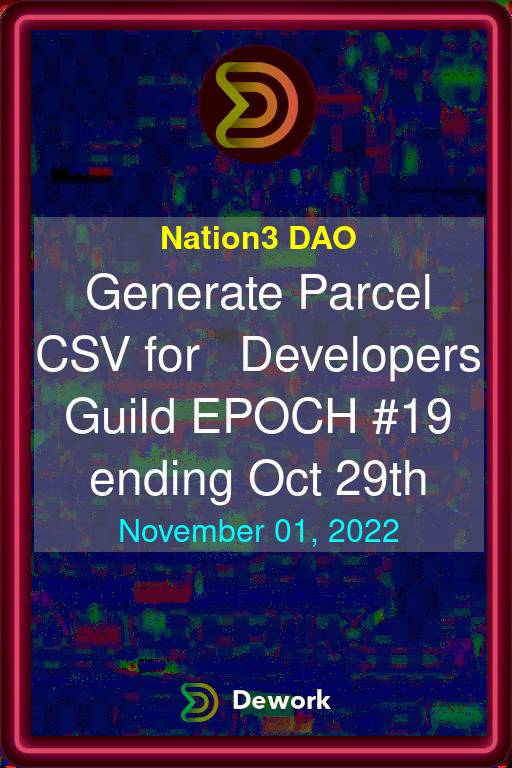 Nation3 DAO
Generate Parcel
CSV for   Developers
Guild EPOCH #19
ending Oct 29th
November 01, 2022
Dework